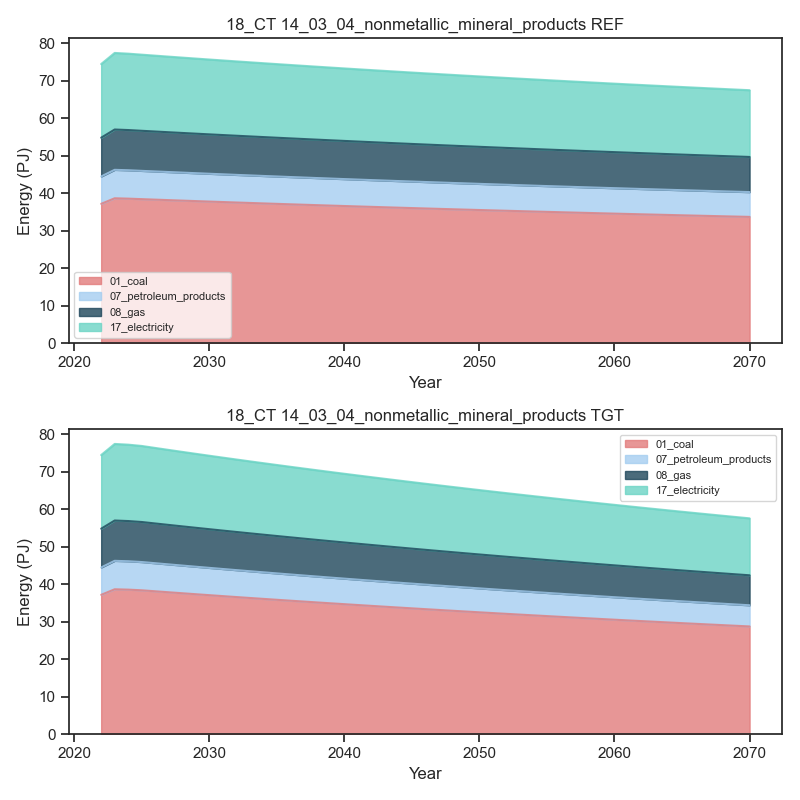 18_CT 14_03_04_nonmetallic_mineral_products REF
Energy (PJ)
80
70
60
50
40
30
20
10
0
01_coal
07_petroleum_products
08_gas
17_electricity
2020 2030 2040 2050 2060 2070
Year
18_CT 14_03_04_nonmetallic_mineral_products TGT
Energy (PJ)
80
70
60
50
40
30
20
10
0
01_coal
07_petroleum_products
08_gas
17_electricity
2020 2030 2040 2050 2060 2070
Year